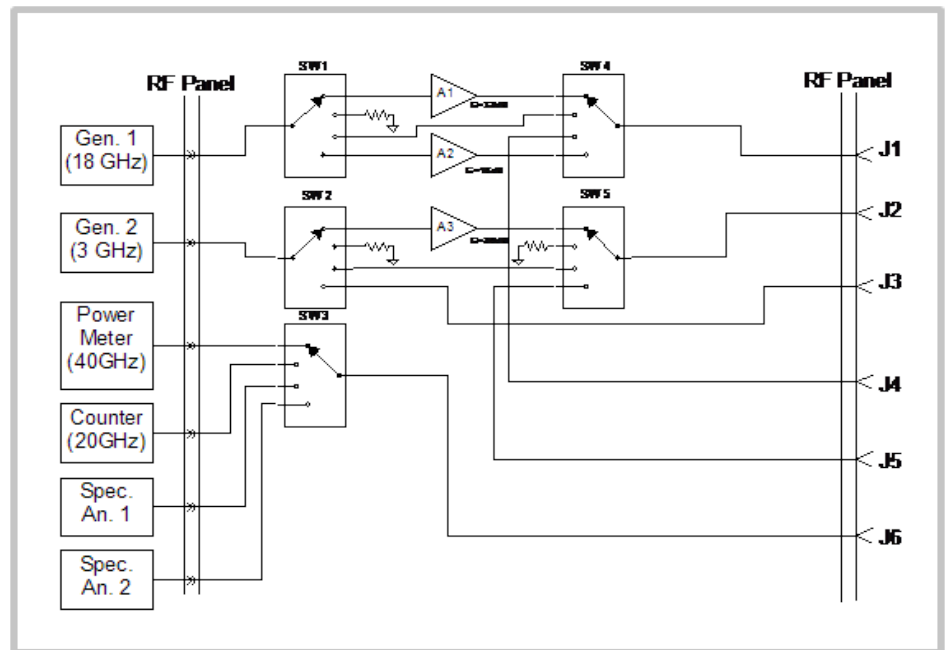 RF Panel
SW1
SW4
RF Panel
A1
Gen. 1
(18 GHz)
A2
J1
SW2
SW5
J2
Gen. 2
(3 GHz)
A3
J3
SW3
Power
Meter
(40GHz)
J4
Counter
(20GHz)
J5
Spec.
An. 1
J6
Spec.
An. 2